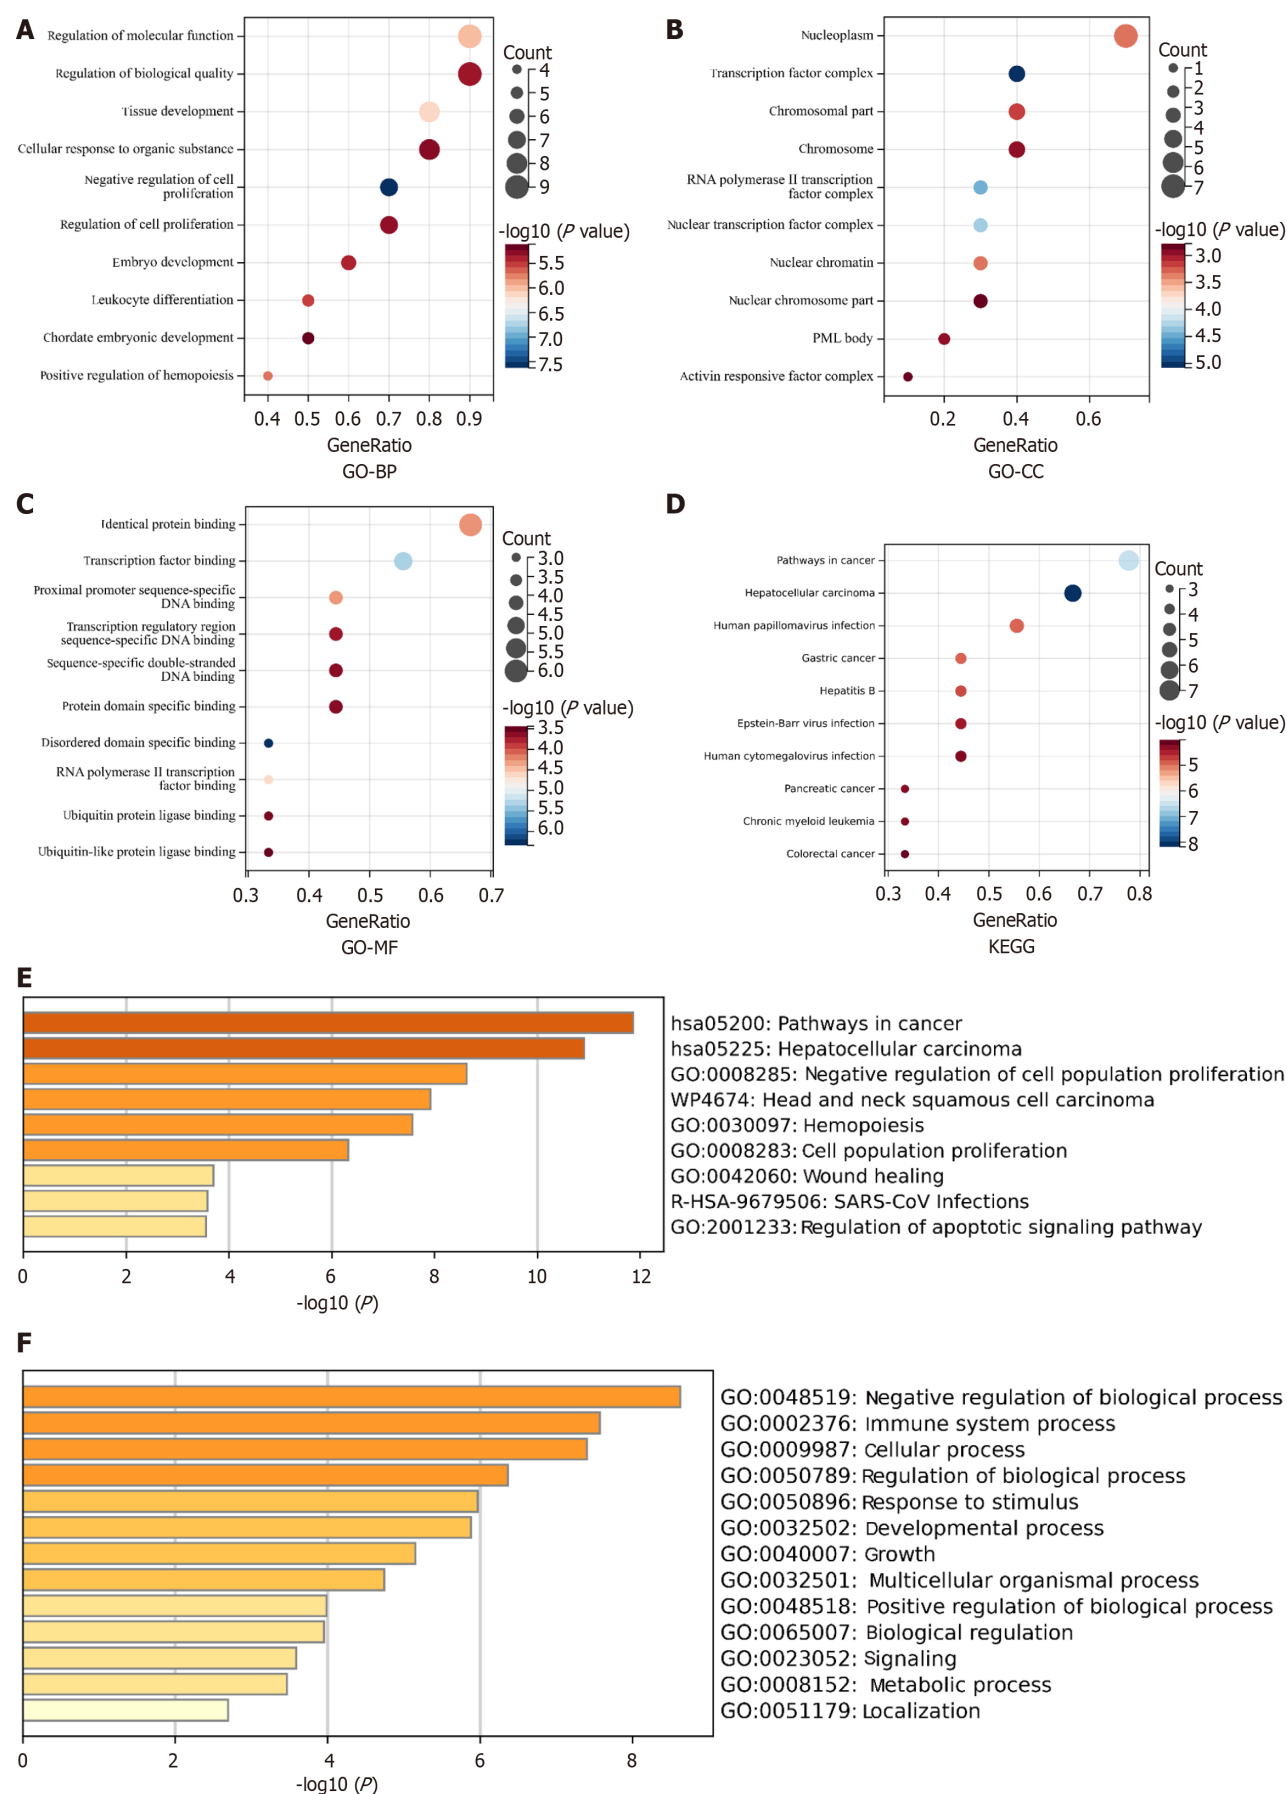 A
Regulation of molecular function
Regulation of biological quality
Tissue development
Cellular response to organic substance
Negative regulation of cell
proliferation
Regulation of cell proliferation
Embryo development
Leukocyte differentiation
Chordate embryonic development
Positive regulation of hemopoiesis
0.4 0.5 0.6 0.7 0.8 0.9
GeneRatio
GO-BP
Count
4
5
6
7
8
9
-log10 (P value)
5.5
6.0
6.5
7.0
7.5
B
Nucleoplasm
Transcription factor complex
Chromosomal part
Chromosome
RNA polymerase II transcription
factor complex
Nuclear transcription factor complex
Nuclear chromatin
Nuclear chromosome part
PML body
Activin responsive factor complex
0.2 0.4 0.6
GeneRatio
GO-CC
Count
1
2
3
4
5
6
7
-log10 (P value)
3.0
3.5
4.0
4.5
5.0
C
Identical protein binding
Transcription factor binding
Proximal promoter sequence-specific
DNA binding
Transcription regulatory region
sequence-specific DNA binding
Sequence-specific double-stranded
DNA binding
Protein domain specific binding
Disordered domain specific binding
RNA polymerase II transcription
factor binding
Ubiquitin protein ligase binding
Ubiquitin-like protein ligase binding
0.3 0.4 0.5 0.6 0.7
GeneRatio
GO-MF
Count
3.0
3.5
4.0
4.5
5.0
5.5
6.0
-log10 (P value)
3.5
4.0
4.5
5.0
5.5
6.0
D
Pathways in cancer
Hepatocellular carcinoma
Human papillomavirus infection
Gastric cancer
Hepatitis B
Epstein-Barr virus infection
Human cytomegalovirus infection
Pancreatic cancer
Chronic myeloid leukemia
Colorectal cancer
0.3 0.4 0.5 0.6 0.7 0.8
GeneRatio
KEGG
Count
3
4
5
6
7
-log10 (P value)
5
6
7
8
E
hsa05200: Pathways in cancer
hsa05225: Hepatocellular carcinoma
GO:0008285: Negative regulation of cell population proliferation
WP4674: Head and neck squamous cell carcinoma
GO:0030097: Hemopoiesis
GO:0008283: Cell population proliferation
GO:0042060: Wound healing
R-HSA-9679506: SARS-CoV Infections
GO:2001233: Regulation of apoptotic signaling pathway
0 2 4 6 8 10 12
-log10 (P)
F
GO:0048519: Negative regulation of biological process
GO:0002376: Immune system process
GO:0009987: Cellular process
GO:0050789: Regulation of biological process
GO:0050896: Response to stimulus
GO:0032502: Developmental process
GO:0040007: Growth
GO:0032501: Multicellular organismal process
GO:0048518: Positive regulation of biological process
GO:0065007: Biological regulation
GO:0023052: Signaling
GO:0008152: Metabolic process
GO:0051179: Localization
0 2 4 6 8
-log10 (P)